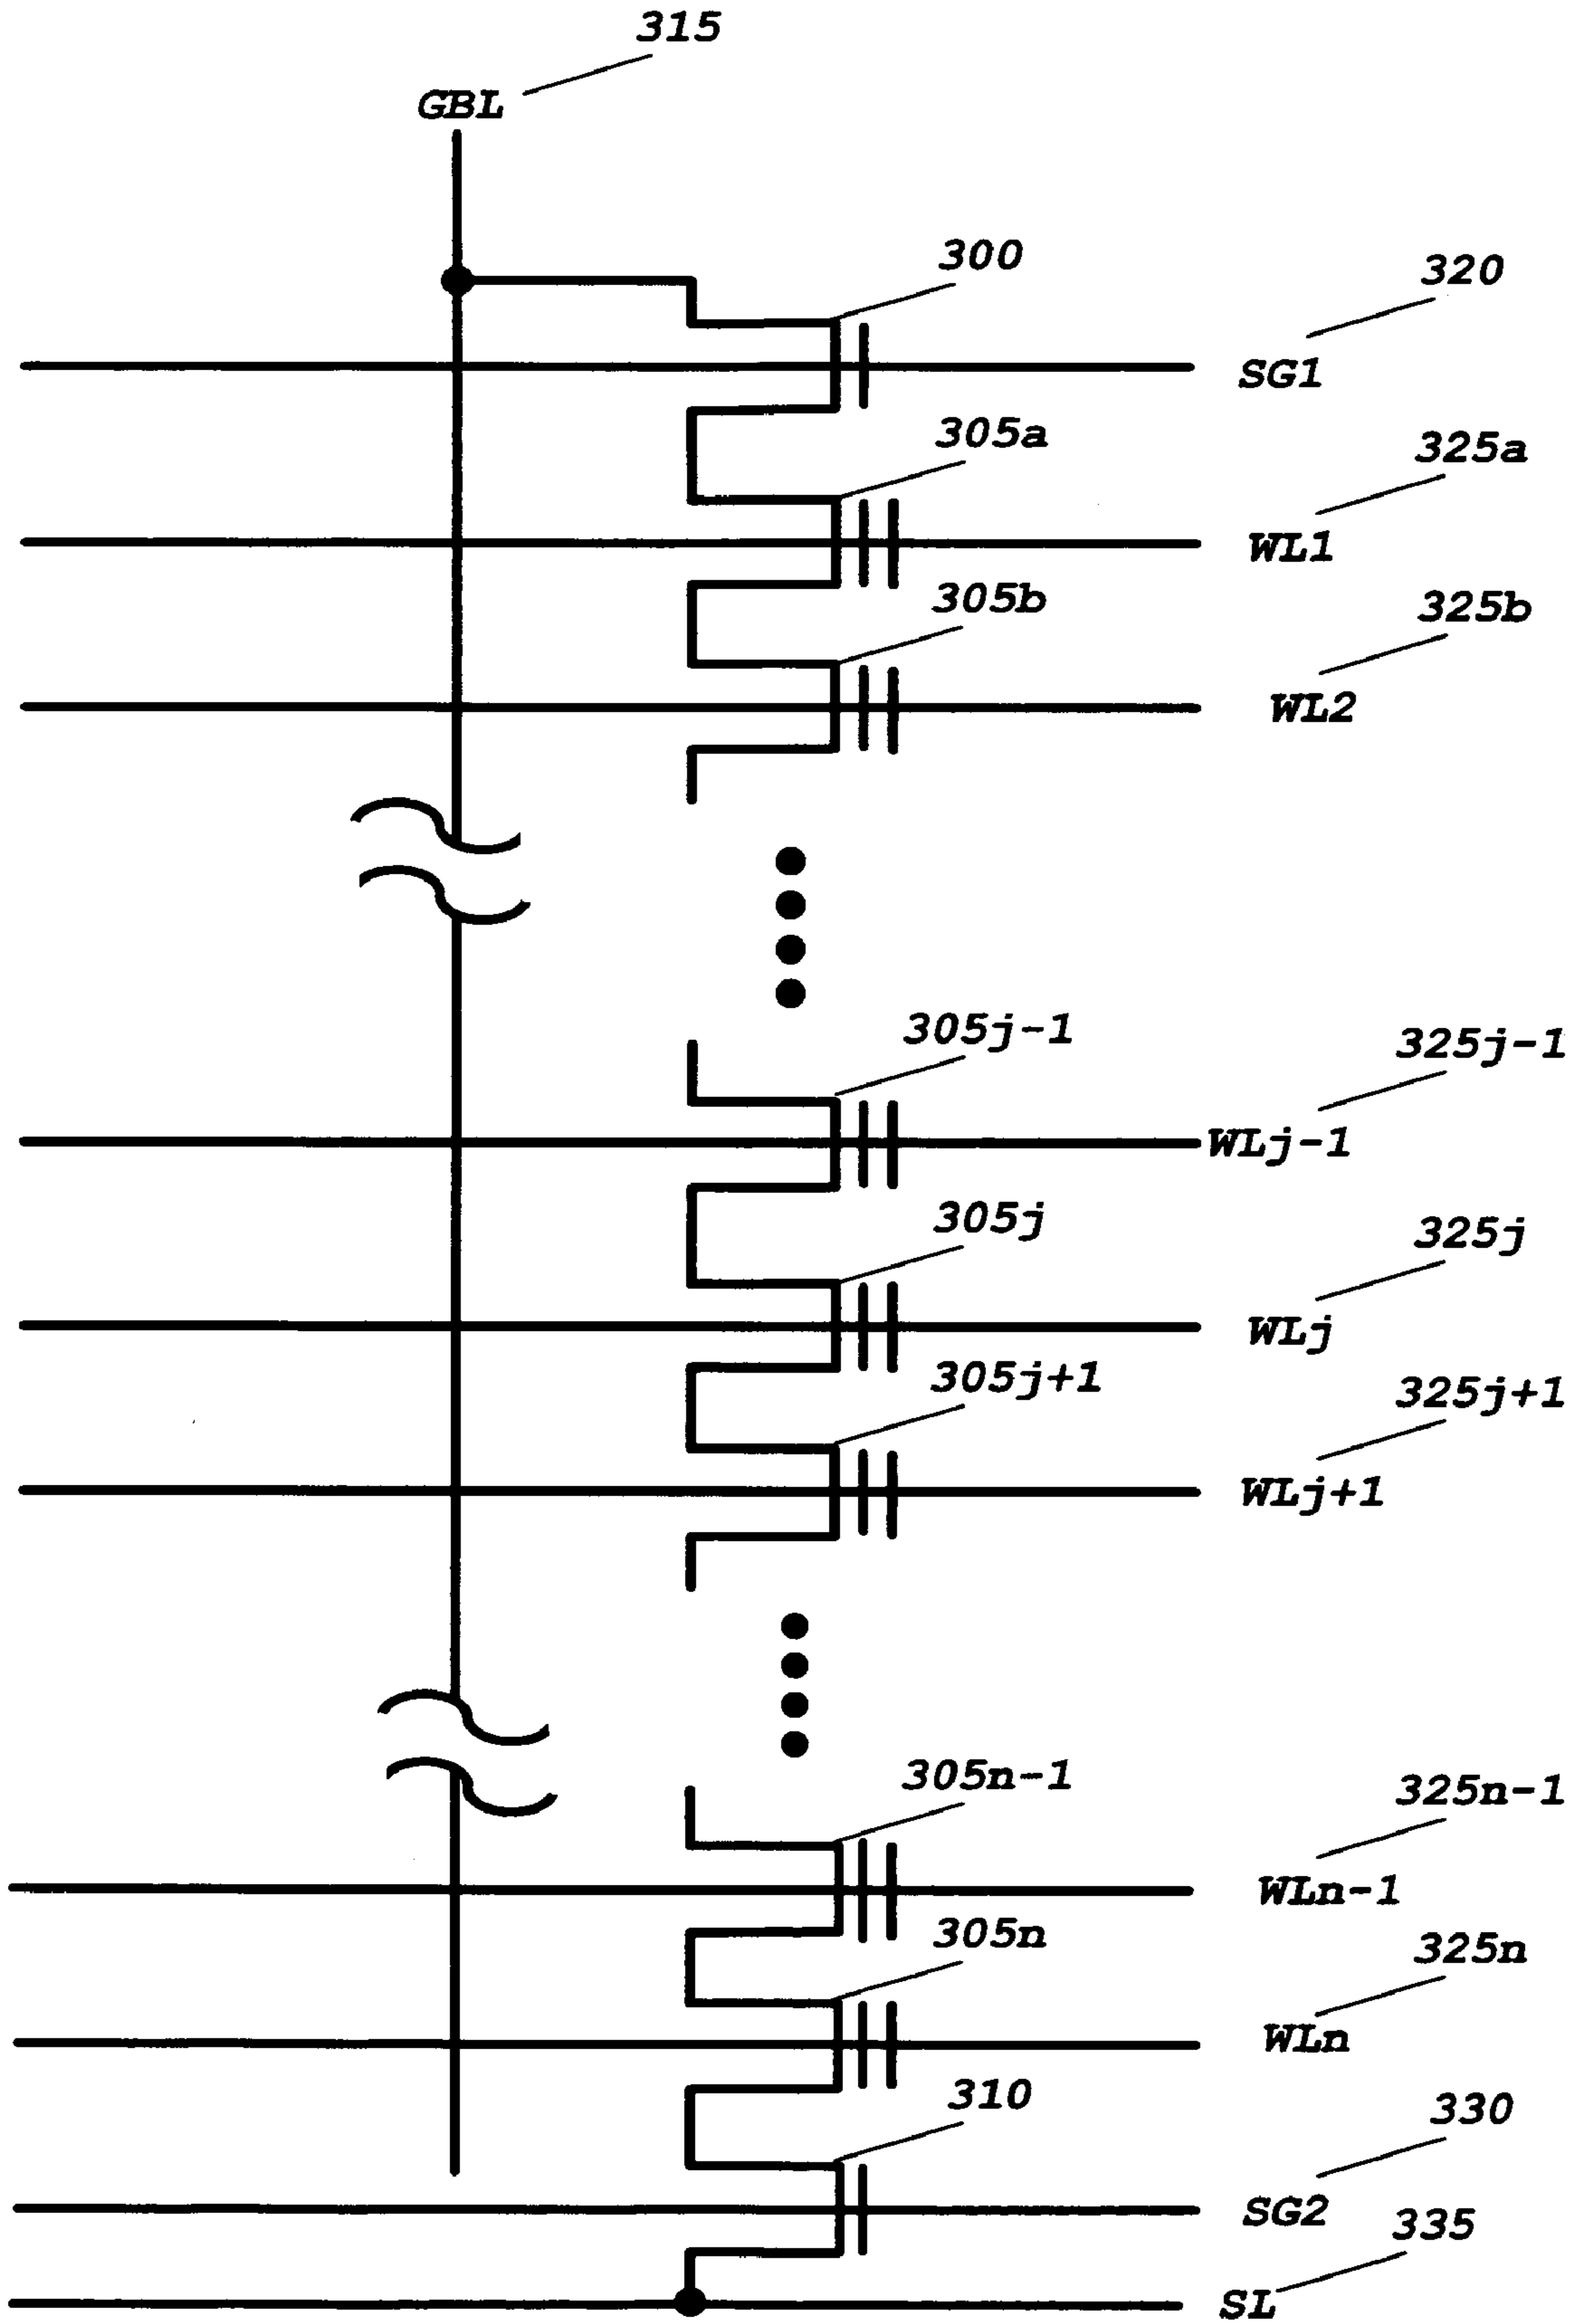 315
GBL
300
320
SG1
305a
325a
WL1
305b
325b
WL2
305j-1
325j-1
WLj-1
305j
325j
WLj
305j+1
325j+1
WLj+1
305n-1
325n-1
WLn-1
305n
325n
WLn
310
330
SG2
335
SL